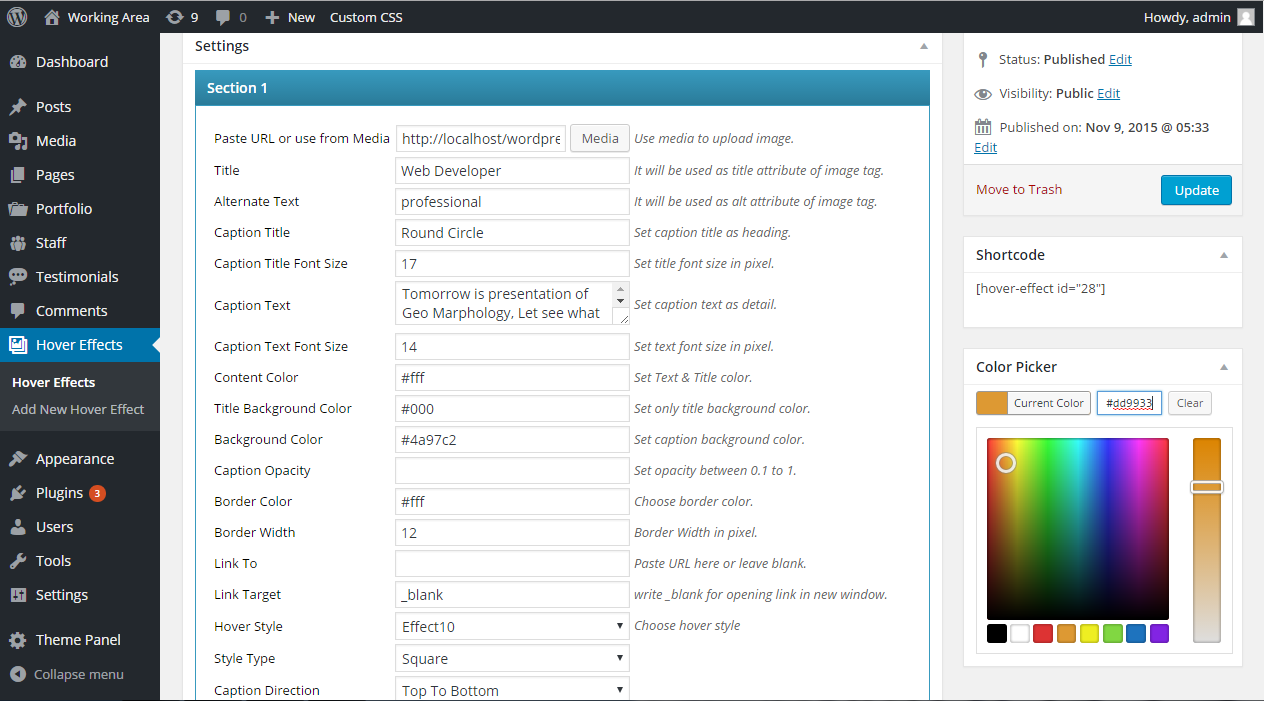 Working Area 9 0 New Custom CSS Howdy, admin
Dashboard
Posts
Media
Pages
Portfolio
Staff
Testimonials
Comments
Hover Effects
Hover Effects
Add New Hover Effect
Appearance
Plugins 3
Users
Tools
Settings
Theme Panel
Collapse menu
Settings
Section 1
Paste URL or use from Media http://localhost/wordpre Media Use media to upload image.
Title Web Developer It will be used as title attribute of image tag.
Alternate Text professional It will be used as alt attribute of image tag.
Caption Title Round Circle Set caption title as heading.
Caption Title Font Size 17 Set title font size in pixel.
Caption Text Tomorrow is presentation of
Geo Marphology, Let see what Set caption text as detail.
Caption Text Font Size 14 Set text font size in pixel.
Content Color #fff Set Text & Title color.
Title Background Color #000 Set only title background color.
Background Color #4a97c2 Set caption background color.
Caption Opacity Set opacity between 0.1 to 1.
Border Color #fff Choose border color.
Border Width 12 Border Width in pixel.
Link To Paste URL here or leave blank.
Link Target _blank write _blank for opening link in new window.
Hover Style Effect10 Choose hover style
Style Type Square
Caption Direction Top To Bottom
Status: Published Edit
Visibility: Public Edit
Published on: Nov 9, 2015 @ 05:33
Edit
Move to Trash Update
Shortcode
[hover-effect id="28"]
Color Picker
Current Color #dd9933 Clear